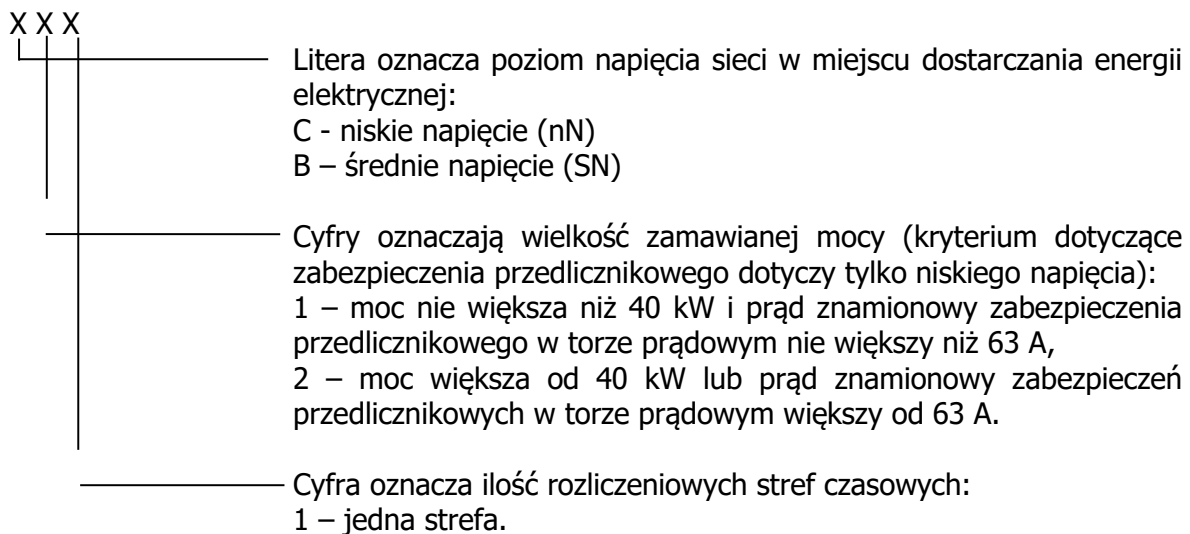 X X X
Litera oznacza poziom napięcia sieci w miejscu dostarczania energii
elektrycznej:
C - niskie napięcie (nN)
B – średnie napięcie (SN)
Cyfry oznaczają wielkość zamawianej mocy (kryterium dotyczące
zabezpieczenia przedlicznikowego dotyczy tylko niskiego napięcia):
1 – moc nie większa niż 40 kW i prąd znamionowy zabezpieczenia
przedlicznikowego w torze prądowym nie większy niż 63 A,
2 – moc większa od 40 kW lub prąd znamionowy zabezpieczeń
przedlicznikowych w torze prądowym większy od 63 A.
Cyfra oznacza ilość rozliczeniowych stref czasowych:
1 – jedna strefa.